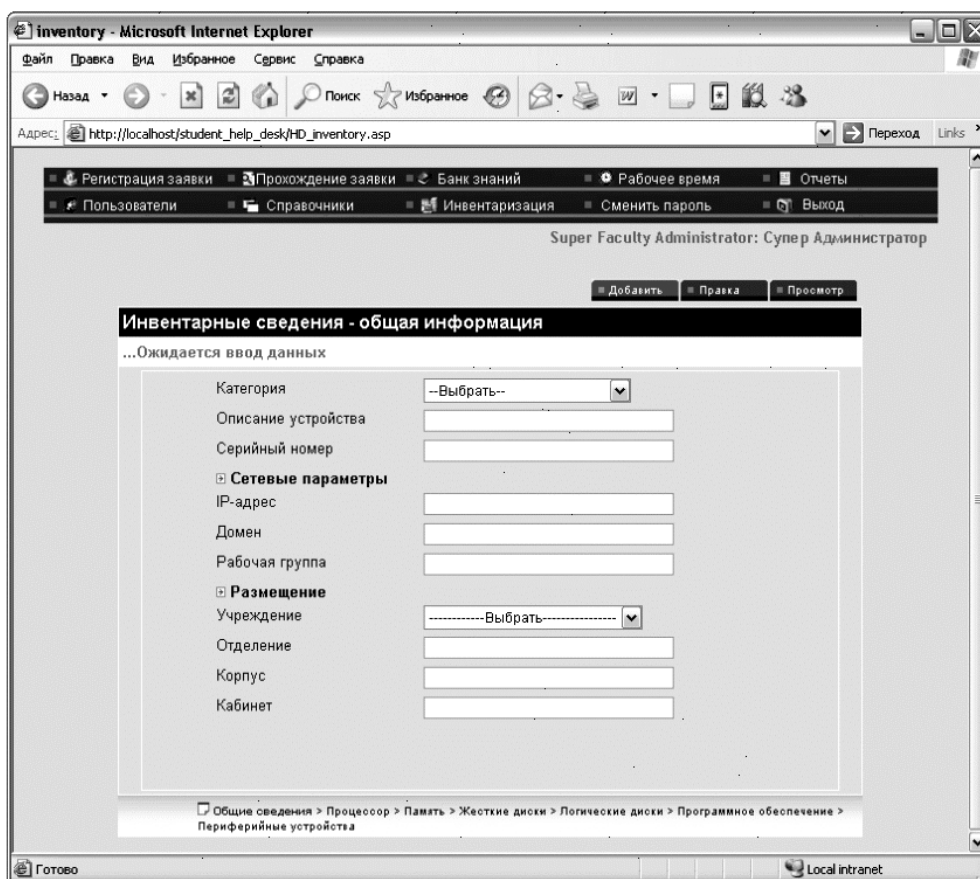 inventory - Microsoft Internet Explorer
Файл Правка Вид Избранное Сервис Справка
Назад Поиск Избранное
Адрес: http://localhost/student_help_desk/HD_inventory.asp Переход Links
Регистрация заявки Прохождение заявки Банк знаний Рабочее время Отчеты
Пользователи Справочники Инвентаризация Сменить пароль Выход
Super Faculty Administrator: Супер Администратор
Добавить Правка Просмотр
Инвентарные сведения - общая информация
...Ожидается ввод данных
Категория --Выбрать--
Описание устройства
Серийный номер
Сетевые параметры
IP-адрес
Домен
Рабочая группа
Размещение
Учреждение ------------Выбрать----------------
Отделение
Корпус
Кабинет
Общие сведения > Процессор > Память > Жесткие диски > Логические диски > Программное обеспечение >
Периферийные устройства
Готово Local intranet